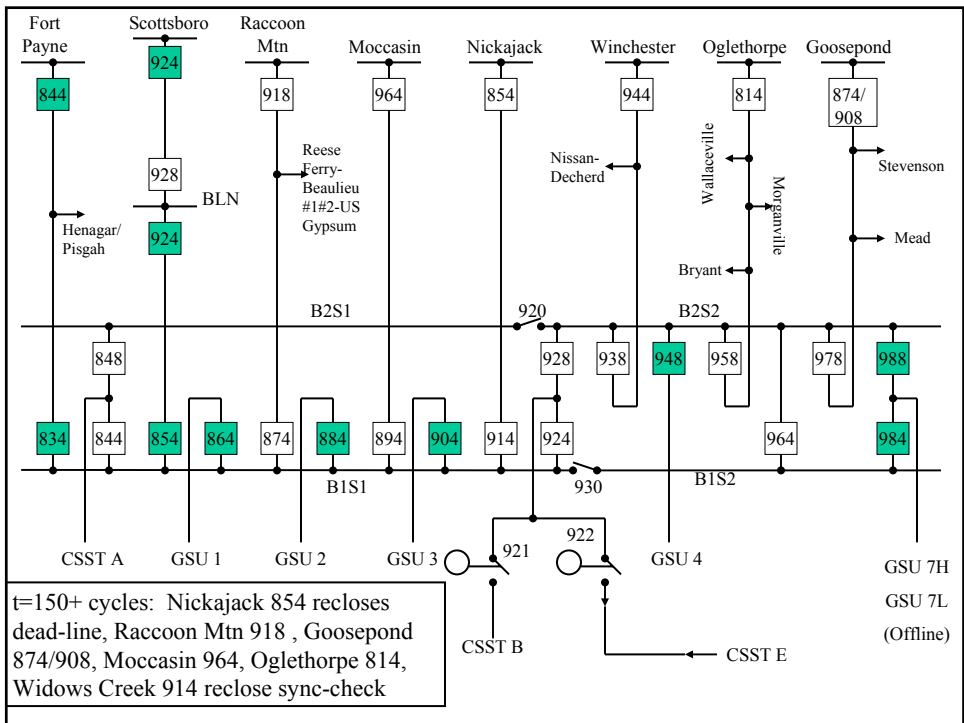 Fort
Payne
Scottsboro
Raccoon
Mtn
Moccasin
Nickajack
Winchester
Oglethorpe
Goosepond
844
924
918
964
854
944
814
874/
908
928
BLN
924
Henagar/
Pisgah
Reese
Ferry-
Beaulieu
#1#2-US
Gypsum
Nissan-
Decherd
Wallaceville
Morganville
Bryant
Stevenson
Mead
B2S1
920
B2S2
848
928
938
948
958
978
988
834
844
854
864
874
884
894
904
914
924
964
984
B1S1
930
B1S2
CSST A
GSU 1
GSU 2
GSU 3
921
922
GSU 4
GSU 7H
GSU 7L
(Offline)
CSST B
CSST E
t=150+ cycles:  Nickajack 854 recloses
dead-line, Raccoon Mtn 918 , Goosepond
874/908, Moccasin 964, Oglethorpe 814,
Widows Creek 914 reclose sync-check